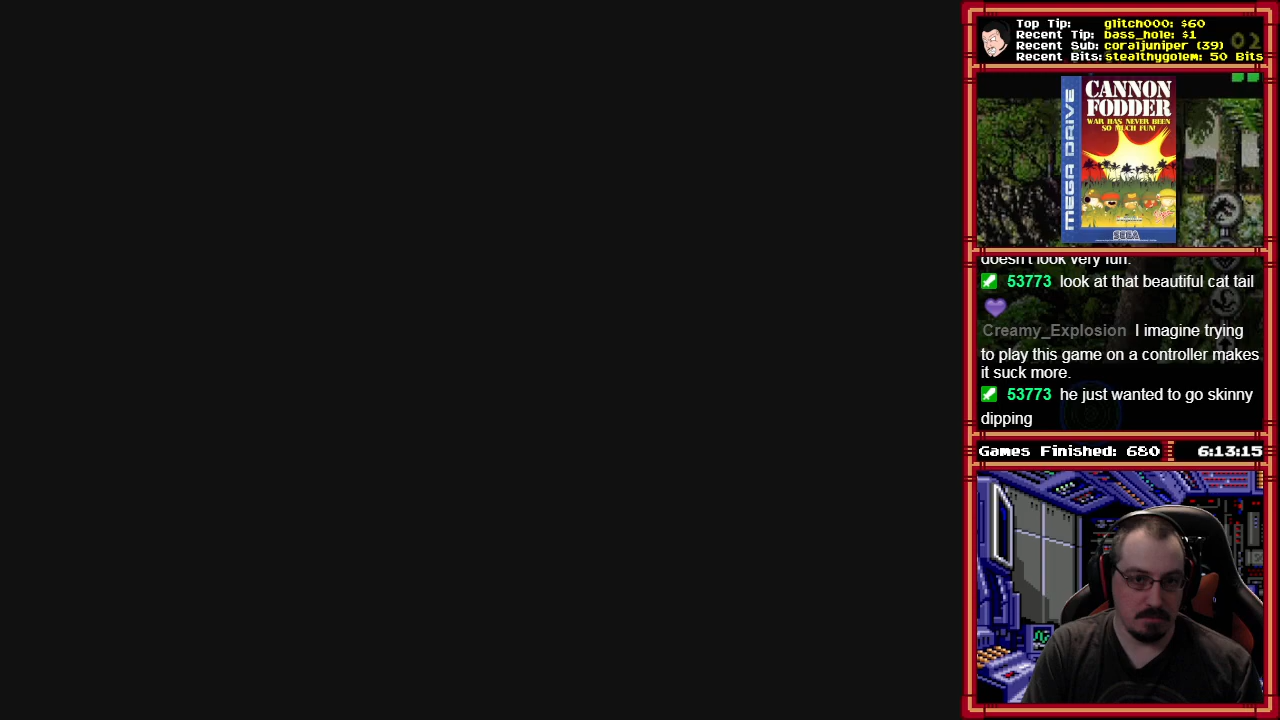 Top Tip: glitch000: $60
Recent Tip: bass_hole: $1
Recent Sub: coraljuniper (39)
Recent Bits: stealthygolem: 50 Bits
02
CANNON
FODDER
WAR HAS NEVER BEEN
SO MUCH FUN!
MEGA DRIVE
SEGA
doesn't look very fun.
53773 look at that beautiful cat tail
Creamy_Explosion I imagine trying
to play this game on a controller makes
it suck more.
53773 he just wanted to go skinny
dipping
Games Finished: 680
6:13:15